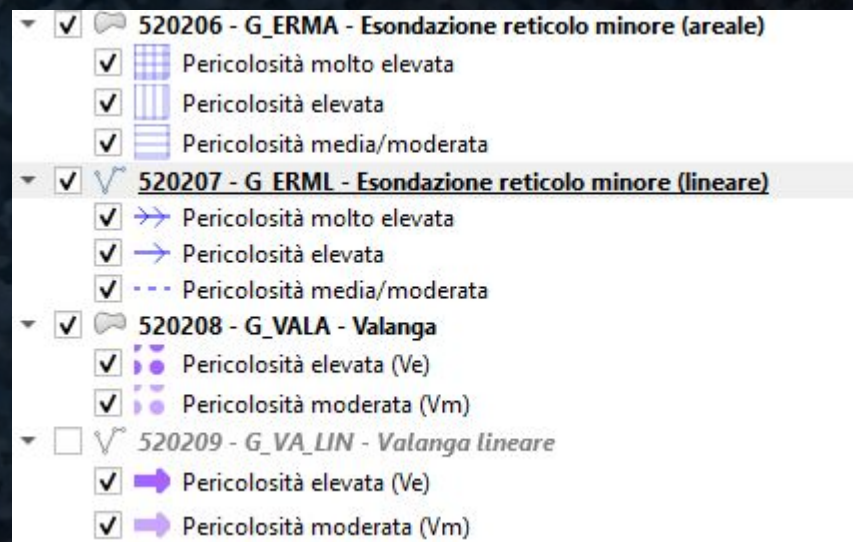 520206 - G_ERMA - Esondazione reticolo minore (areale)
Pericolosità molto elevata
Pericolosità elevata
Pericolosità media/moderata
520207 - G_ERML - Esondazione reticolo minore (lineare)
Pericolosità molto elevata
Pericolosità elevata
Pericolosità media/moderata
520208 - G_VALA - Valanga
Pericolosità elevata (Ve)
Pericolosità moderata (Vm)
520209 - G_VA_LIN - Valanga lineare
Pericolosità elevata (Ve)
Pericolosità moderata (Vm)